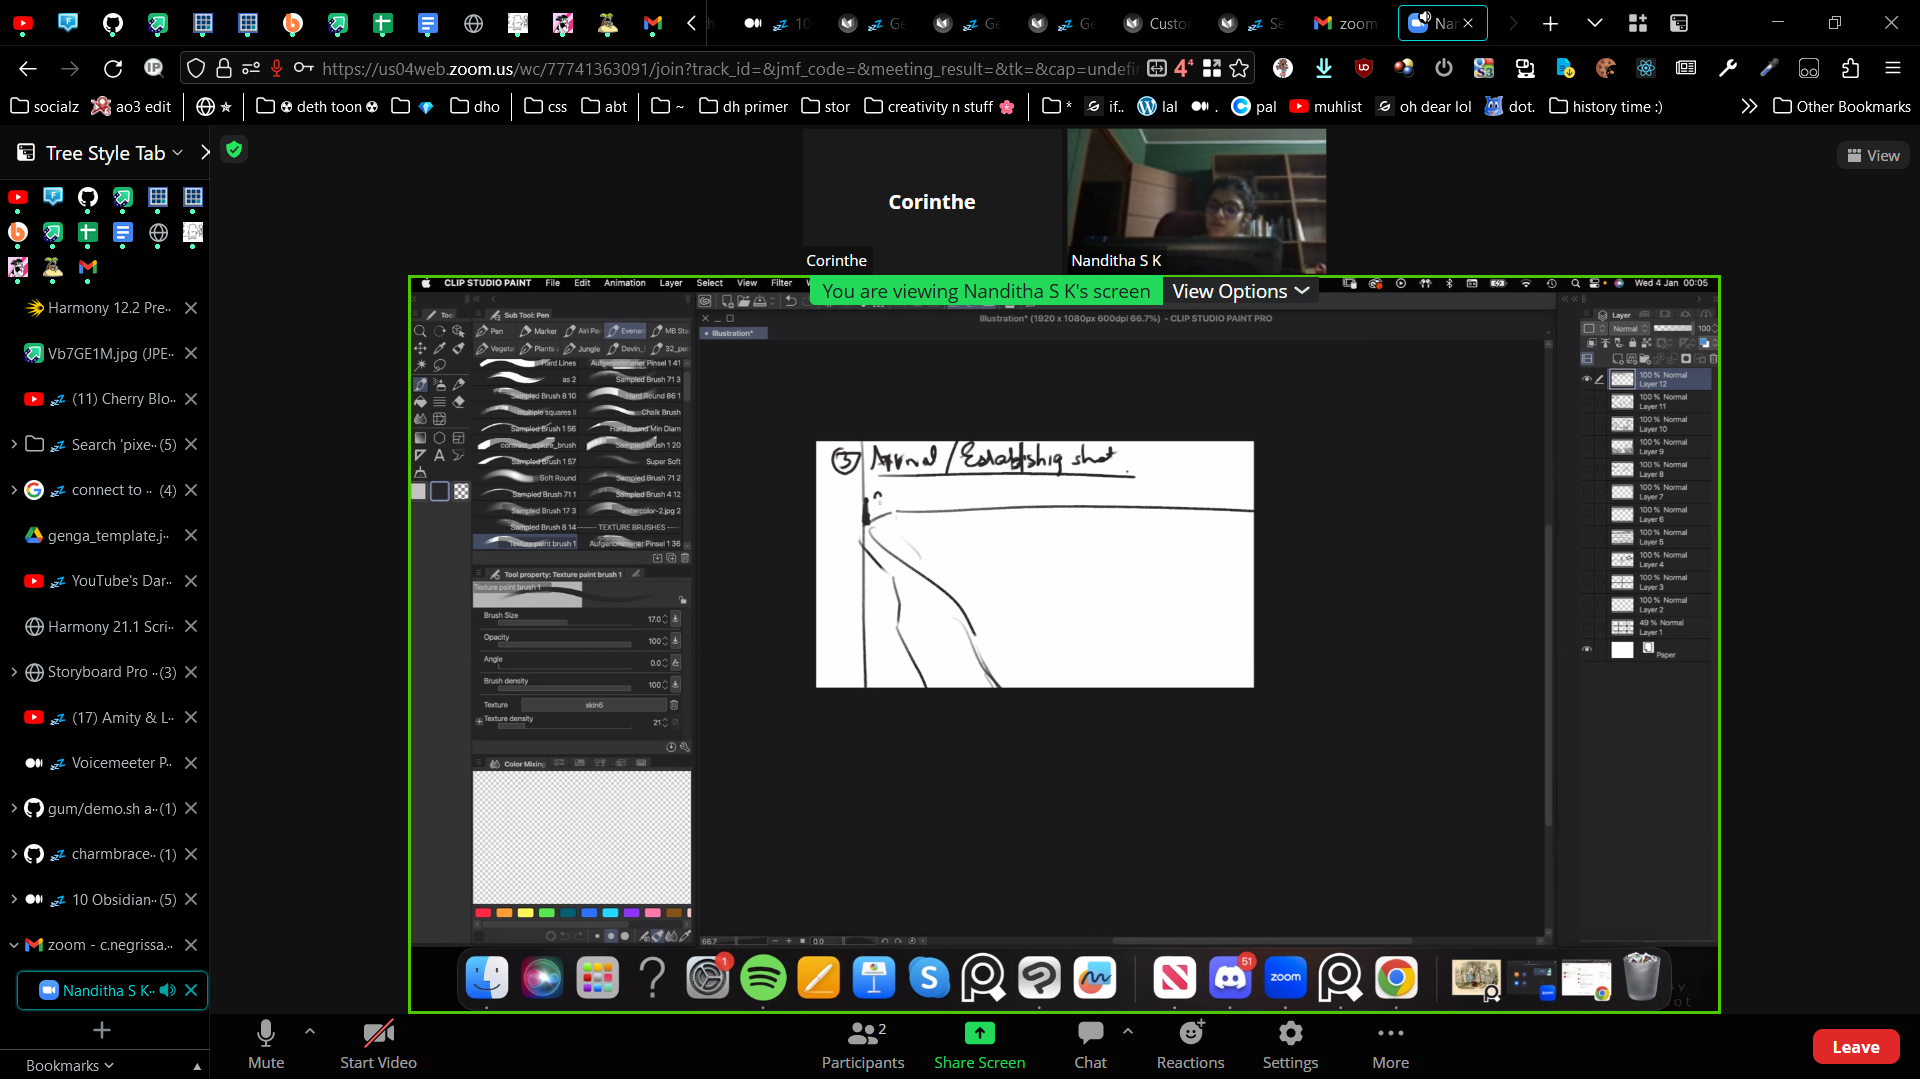 10
Ge
Ge
Ge
Custo
Se
zoom
Nar
https://us04web.zoom.us/wc/77741363091/join?track_id=&jmf_code=&meeting_result=&tk=&cap=undefir
socialz
ao3 edit
deth toon
dho
css
abt
~
dh primer
stor
creativity n stuff
*
if..
lal
.
pal
muhlist
oh dear lol
dot.
history time :)
Other Bookmarks
Tree Style Tab
Harmony 12.2 Pre..
Vb7GE1M.jpg (JPE..
(11) Cherry Blo..
Search 'pixe.. (5)
connect to .. (4)
genga_template.j..
YouTube's Dar..
Harmony 21.1 Scri..
Storyboard Pro .. (3)
(17) Amity & L..
Voicemeeter P..
gum/demo.sh a.. (1)
charmbrace.. (1)
10 Obsidian.. (5)
zoom - c.negrissa..
Nanditha S K..
Bookmarks
View
Corinthe
Corinthe
Nanditha S K
You are viewing Nanditha S K's screen
View Options
CLIP STUDIO PAINT File Edit Animation Layer Select View Filter
Wed 4 Jan 00:05
Illustration* (1920 x 1080px 600dpi 66.7%) - CLIP STUDIO PAINT PRO
Illustration*
Sub Tool: Pen
Pen
Marker
Hard Lines
Aufgenommener Pinsel 1 41
as 2
Sampled Brush 71 3
Sampled Brush 8 10
Hard Round 86 1
multiple squares II
Chalk Brush
Sampled Brush 1 56
Hard Round Min Diam
contrast_square_brush
Sampled Brush 1 20
Sampled Brush 1 57
Super Soft
Soft Round
Sampled Brush 71 2
Sampled Brush 71 1
Sampled Brush 4 12
Sampled Brush 17 3
watercolor-2.jpg 2
Sampled Brush 8 14
TEXTURE BRUSHES
Texture paint brush 1
Aufgenommener Pinsel 1 36
Tool property: Texture paint brush 1
Texture paint brush 1
Brush Size 17.0
Opacity 100
Angle 0.0
Brush density 100
Texture skin6
Texture density 21
Color Mixing
66.7
0.0
Establishing shot.
Layer
Normal 100
100 % Normal
Layer 12
100 % Normal
Layer 11
100 % Normal
Layer 10
100 % Normal
Layer 9
100 % Normal
Layer 8
100 % Normal
Layer 7
100 % Normal
Layer 6
100 % Normal
Layer 5
100 % Normal
Layer 4
100 % Normal
Layer 3
100 % Normal
Layer 2
49 % Normal
Layer 1
Paper
1
51
zoom
Mute
Start Video
Participants
2
Share Screen
Chat
Reactions
Settings
More
Leave